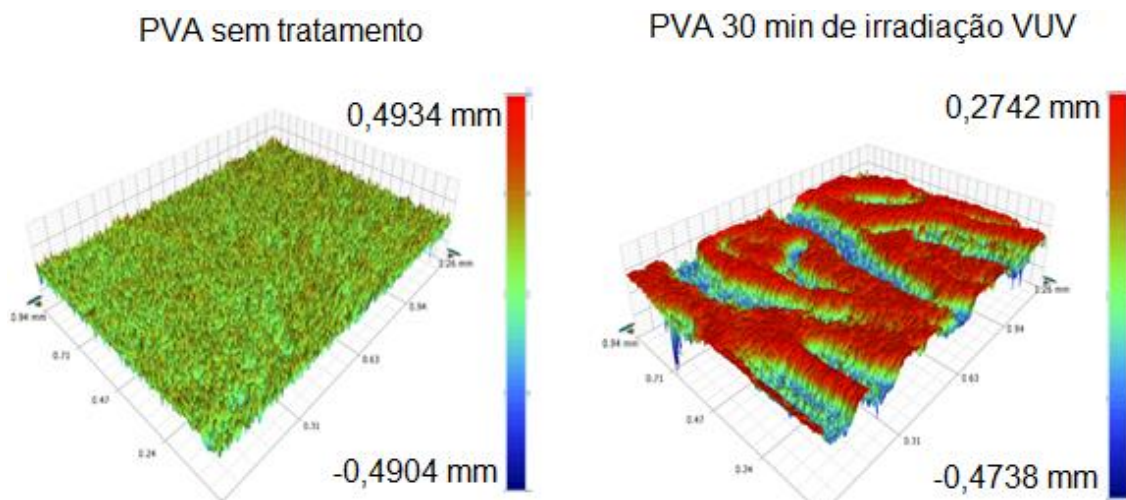 PVA sem tratamento
PVA 30 min de irradiação VUV
0,4934 mm
-0,4904 mm
0.94 mm
0.71
0.47
0.24
0.31
0.63
0.94
0,2742 mm
-0,4738 mm
0.94 mm
0.71
0.47
0.24
0.31
0.63
0.94